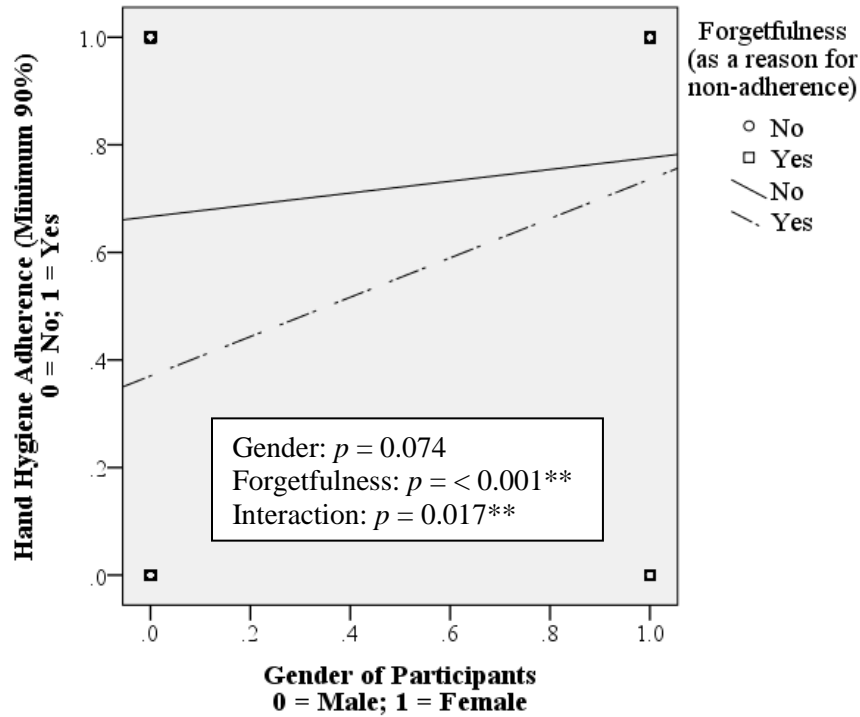 Hand Hygiene Adherence (Minimum 90%)
0 = No; 1 = Yes
1.0
.8
.6
.4
.2
.0
Gender: p = 0.074
Forgetfulness: p = < 0.001**
Interaction: p = 0.017**
.0 .2 .4 .6 .8 1.0
Gender of Participants
0 = Male; 1 = Female
Forgetfulness
(as a reason for
non-adherence)
No
Yes
No
Yes